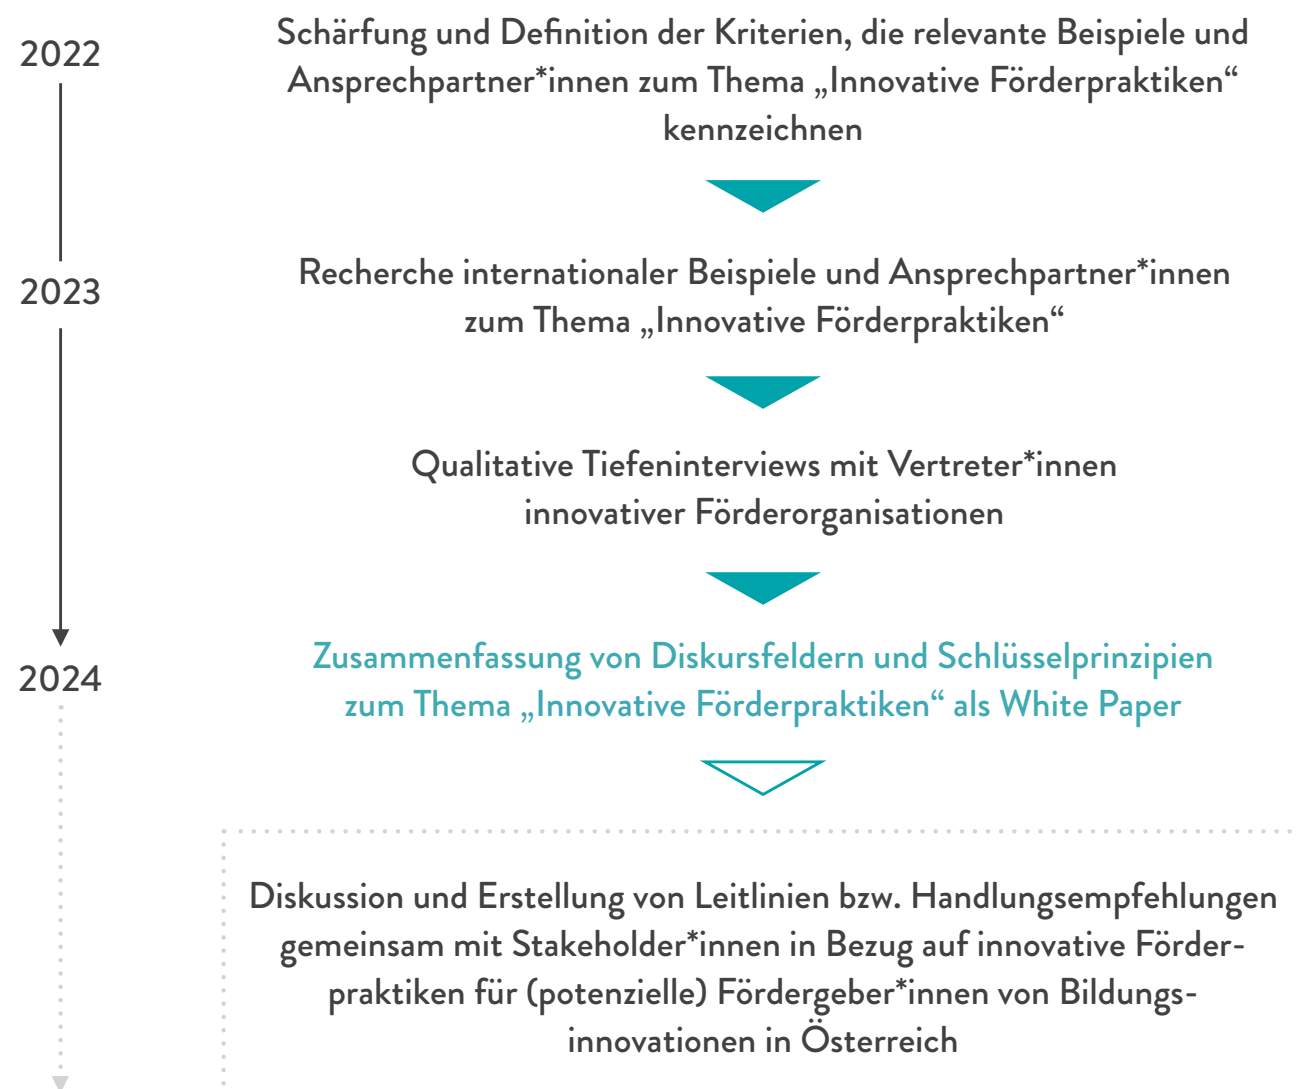 2022
Schärfung und Definition der Kriterien, die relevante Beispiele und
Ansprechpartner*innen zum Thema „Innovative Förderpraktiken“
kennzeichnen
2023
Recherche internationaler Beispiele und Ansprechpartner*innen
zum Thema „Innovative Förderpraktiken“
Qualitative Tiefeninterviews mit Vertreter*innen
innovativer Förderorganisationen
2024
Zusammenfassung von Diskursfeldern und Schlüsselprinzipien
zum Thema „Innovative Förderpraktiken“ als White Paper
Diskussion und Erstellung von Leitlinien bzw. Handlungsempfehlungen
gemeinsam mit Stakeholder*innen in Bezug auf innovative Förder-
praktiken für (potenzielle) Fördergeber*innen von Bildungs-
innovationen in Österreich